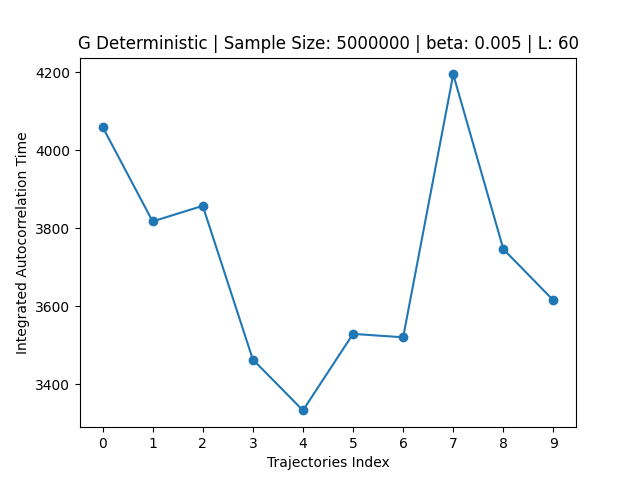 G Deterministic | Sample Size: 5000000 | beta: 0.005 | L: 60
Integrated Autocorrelation Time
4200
4000
3800
3600
3400
0 1 2 3 4 5 6 7 8 9
Trajectories Index